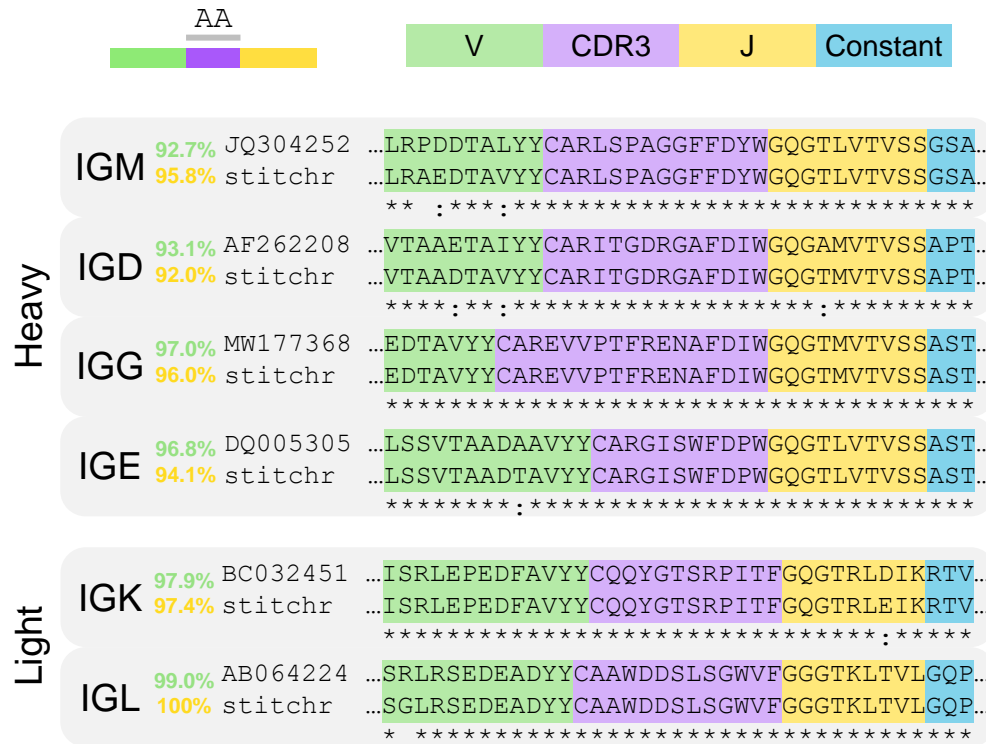 AA
V CDR3 J Constant
Heavy
IGM
92.7% JQ304252 …LRPDDTALYYCARLSPAGGFFDYWGQGTLVTVSSGSA…
95.8% stitchr …LRAEDTAVYYCARLSPAGGFFDYWGQGTLVTVSSGSA…
** :***:*****************************
IGD
93.1% AF262208 …VTAAETAIYYCARITGDRGAFDIWGQGAMVTVSSAPT…
92.0% stitchr …VTAADTAVYYCARITGDRGAFDIWGQGTMVTVSSAPT…
****:**:*******************:*********
IGG
97.0% MW177368 …EDTAVYYCAREVVPTFRENAFDIWGQGTMVTVSSAST…
96.0% stitchr …EDTAVYYCAREVVPTFRENAFDIWGQGTMVTVSSAST…
*************************************
IGE
96.8% DQ005305 …LSSVTAADAAVYYCARGISWFDPWGQGTLVTVSSAST…
94.1% stitchr …LSSVTAADTAVYYCARGISWFDPWGQGTLVTVSSAST…
********:****************************
Light
IGK
97.9% BC032451 …ISRLEPEDFAVYYCQQYGTSRPITFGQGTRLDIKRTV…
97.4% stitchr …ISRLEPEDFAVYYCQQYGTSRPITFGQGTRLEIKRTV…
*******************************:*****
IGL
99.0% AB064224 …SRLRSEDEADYYCAAWDDSLSGWVFGGGTKLTVLGQP…
100% stitchr …SGLRSEDEADYYCAAWDDSLSGWVFGGGTKLTVLGQP…
* ***********************************